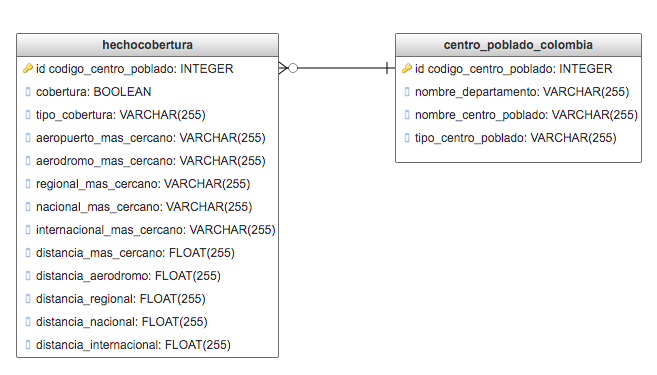 hechocobertura
id codigo_centro_poblado: INTEGER
cobertura: BOOLEAN
tipo_cobertura: VARCHAR(255)
aeropuerto_mas_cercano: VARCHAR(255)
aerodromo_mas_cercano: VARCHAR(255)
regional_mas_cercano: VARCHAR(255)
nacional_mas_cercano: VARCHAR(255)
internacional_mas_cercano: VARCHAR(255)
distancia_mas_cercano: FLOAT(255)
distancia_aerodromo: FLOAT(255)
distancia_regional: FLOAT(255)
distancia_nacional: FLOAT(255)
distancia_internacional: FLOAT(255)
centro_poblado_colombia
id codigo_centro_poblado: INTEGER
nombre_departamento: VARCHAR(255)
nombre_centro_poblado: VARCHAR(255)
tipo_centro_poblado: VARCHAR(255)